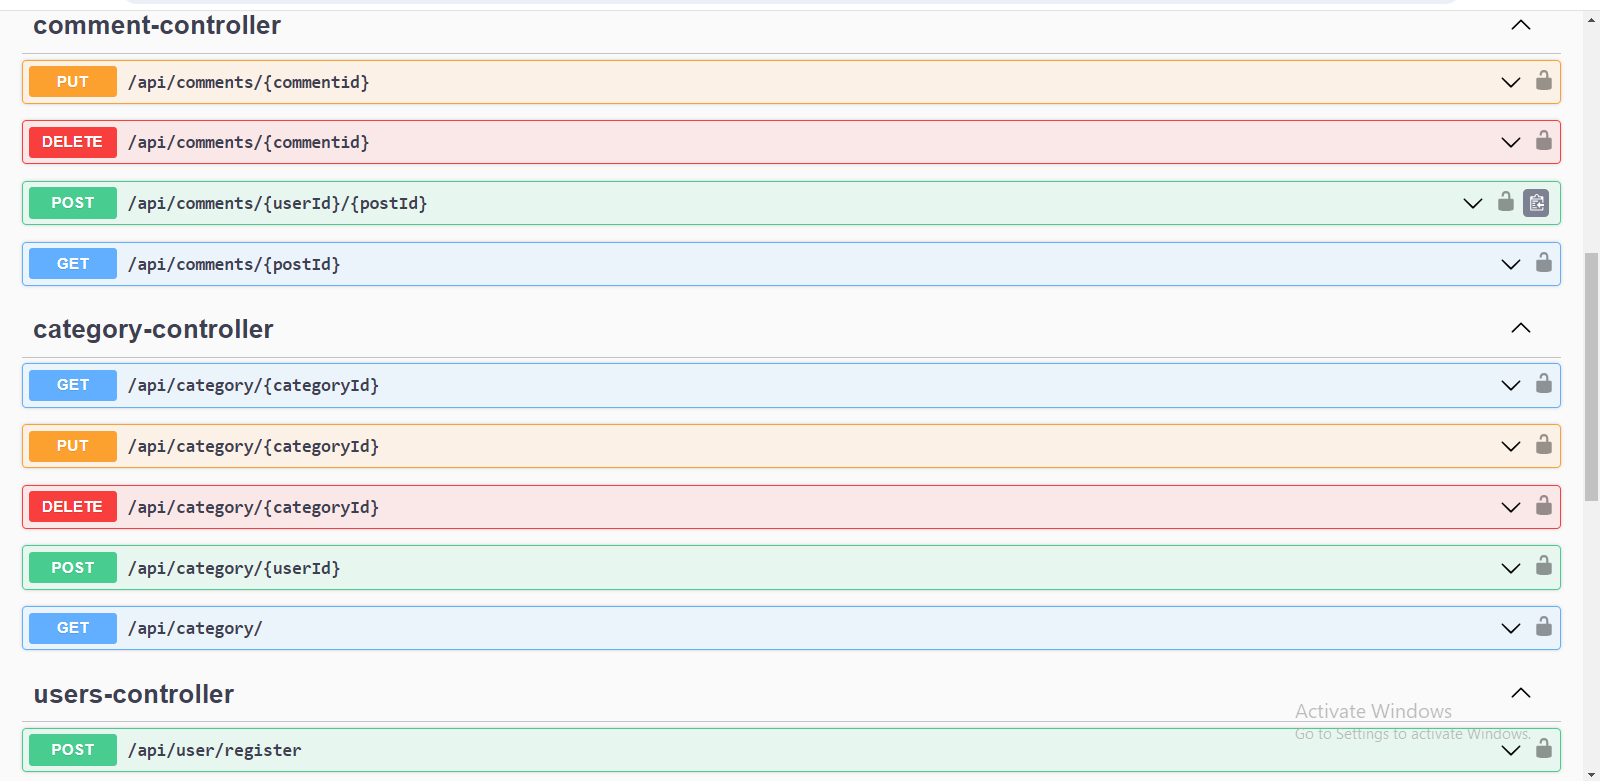 comment-controller
PUT /api/comments/{commentid}
DELETE /api/comments/{commentid}
POST /api/comments/{userId}/{postId}
GET /api/comments/{postId}
category-controller
GET /api/category/{categoryId}
PUT /api/category/{categoryId}
DELETE /api/category/{categoryId}
POST /api/category/{userId}
GET /api/category/
users-controller
Activate Windows
Go to Settings to activate Windows.
POST /api/user/register